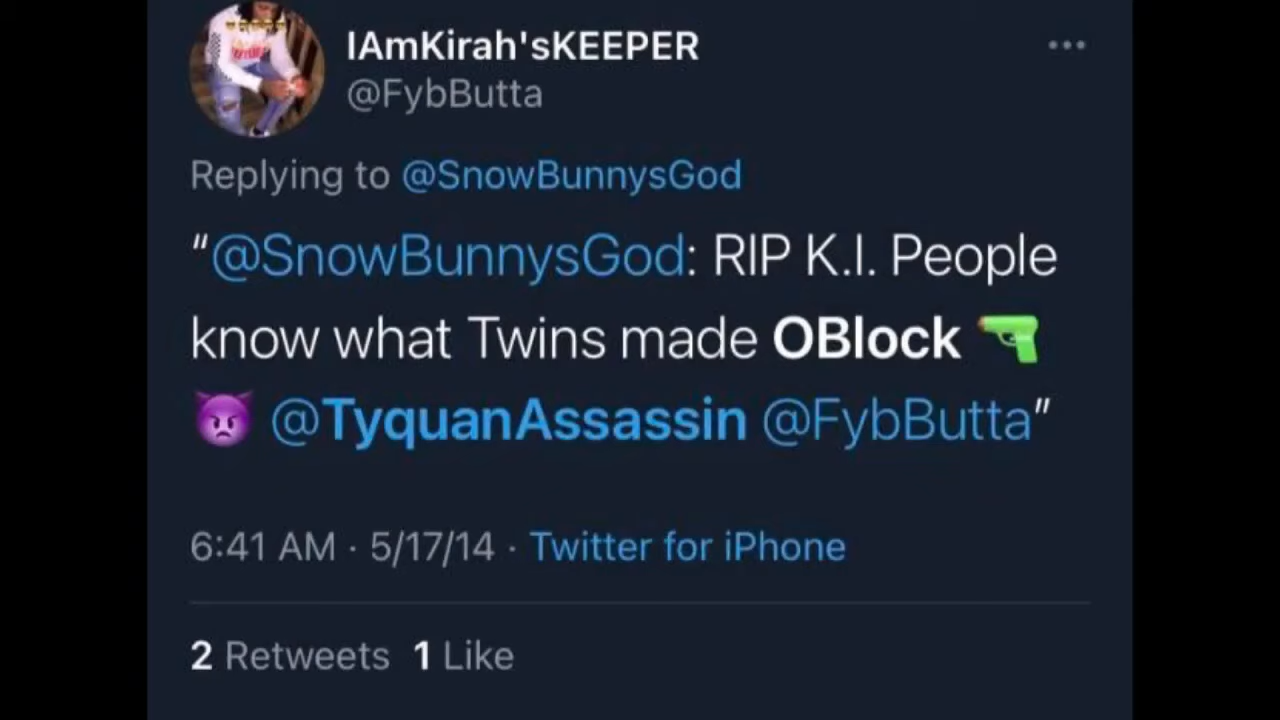 IAmKirah'sKEEPER
@FybButta
Replying to @SnowBunnysGod
“@SnowBunnysGod: RIP K.I. People
know what Twins made OBlock 🔫
👿 @TyquanAssassin @FybButta”
6:41 AM · 5/17/14 · Twitter for iPhone
2 Retweets 1 Like